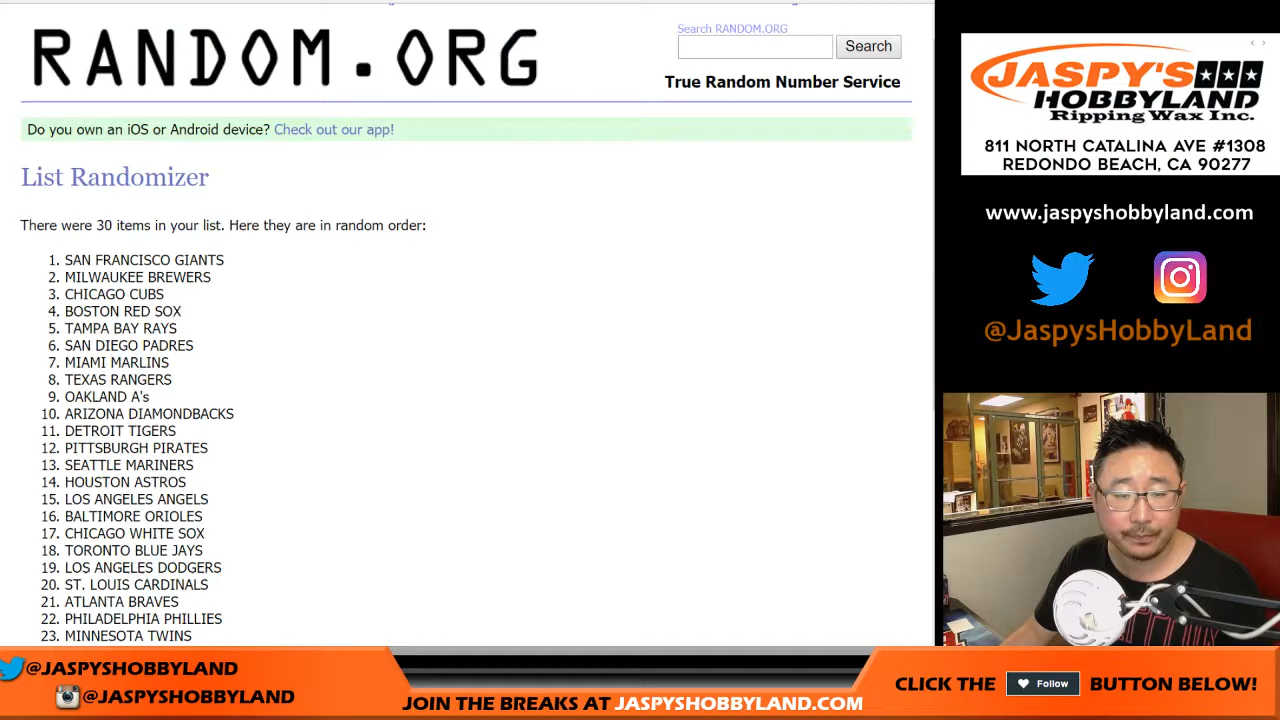 RANDOM.ORG
Search RANDOM.ORG
Search
True Random Number Service
Do you own an iOS or Android device? Check out our app!
List Randomizer
There were 30 items in your list. Here they are in random order:
1. SAN FRANCISCO GIANTS
2. MILWAUKEE BREWERS
3. CHICAGO CUBS
4. BOSTON RED SOX
5. TAMPA BAY RAYS
6. SAN DIEGO PADRES
7. MIAMI MARLINS
8. TEXAS RANGERS
9. OAKLAND A's
10. ARIZONA DIAMONDBACKS
11. DETROIT TIGERS
12. PITTSBURGH PIRATES
13. SEATTLE MARINERS
14. HOUSTON ASTROS
15. LOS ANGELES ANGELS
16. BALTIMORE ORIOLES
17. CHICAGO WHITE SOX
18. TORONTO BLUE JAYS
19. LOS ANGELES DODGERS
20. ST. LOUIS CARDINALS
21. ATLANTA BRAVES
22. PHILADELPHIA PHILLIES
23. MINNESOTA TWINS
JASPY'S
HOBBYLAND
Ripping Wax Inc.
811 NORTH CATALINA AVE #1308
REDONDO BEACH, CA 90277
www.jaspyshobbyland.com
@JaspysHobbyLand
@JASPYSHOBBYLAND
@JASPYSHOBBYLAND
JOIN THE BREAKS AT JASPYSHOBBYLAND.COM
CLICK THE Follow BUTTON BELOW!